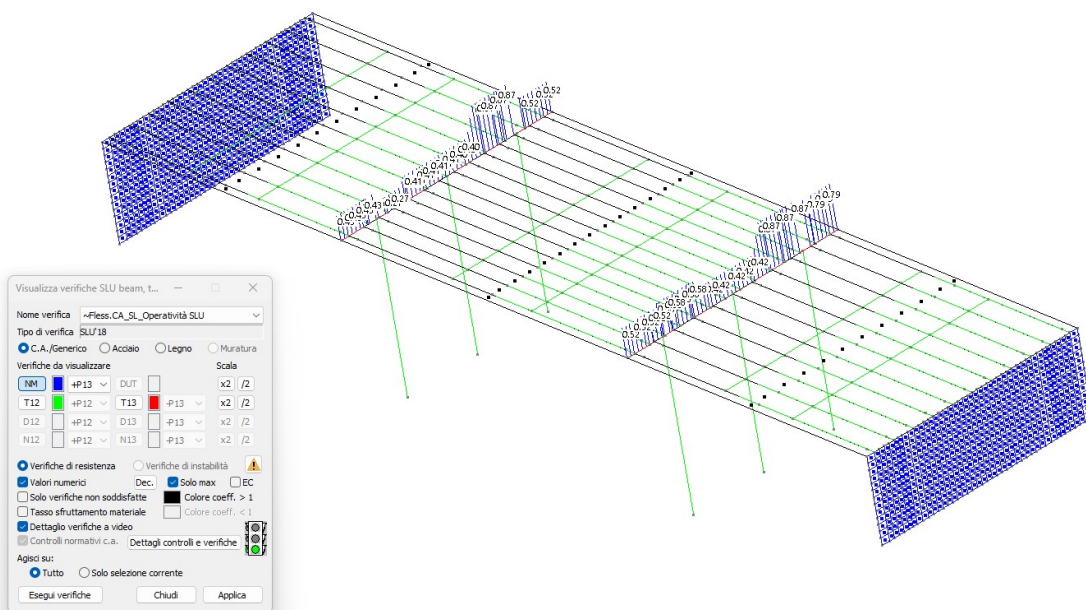 0.87
0.87
0.52
0.52
0.40
0.41
0.41
0.27
0.43
0.79
0.87
0.87
0.79
0.42
0.42
0.42
0.42
0.58
0.58
0.52
0.52
Visualizza verifiche SLU beam, t...
Nome verifica ~Fless.CA_SL_Operatività SLU
Tipo di verifica SLU'18
C.A./Generico Acciaio Legno Muratura
Verifiche da visualizzare Scala
NM +P13 DUT x2 /2
T12 +P12 T13 -P13 x2 /2
D12 +P12 D13 -P13 x2 /2
N12 +P12 N13 -P13 x2 /2
Verifiche di resistenza Verifiche di instabilità
Valori numerici Dec. Solo max EC
Solo verifiche non soddisfatte Colore coeff. > 1
Tasso sfruttamento materiale Colore coeff. < 1
Dettaglio verifiche a video
Controlli normativi c.a. Dettagli controlli e verifiche
Agisci su:
Tutto Solo selezione corrente
Esegui verifiche Chiudi Applica